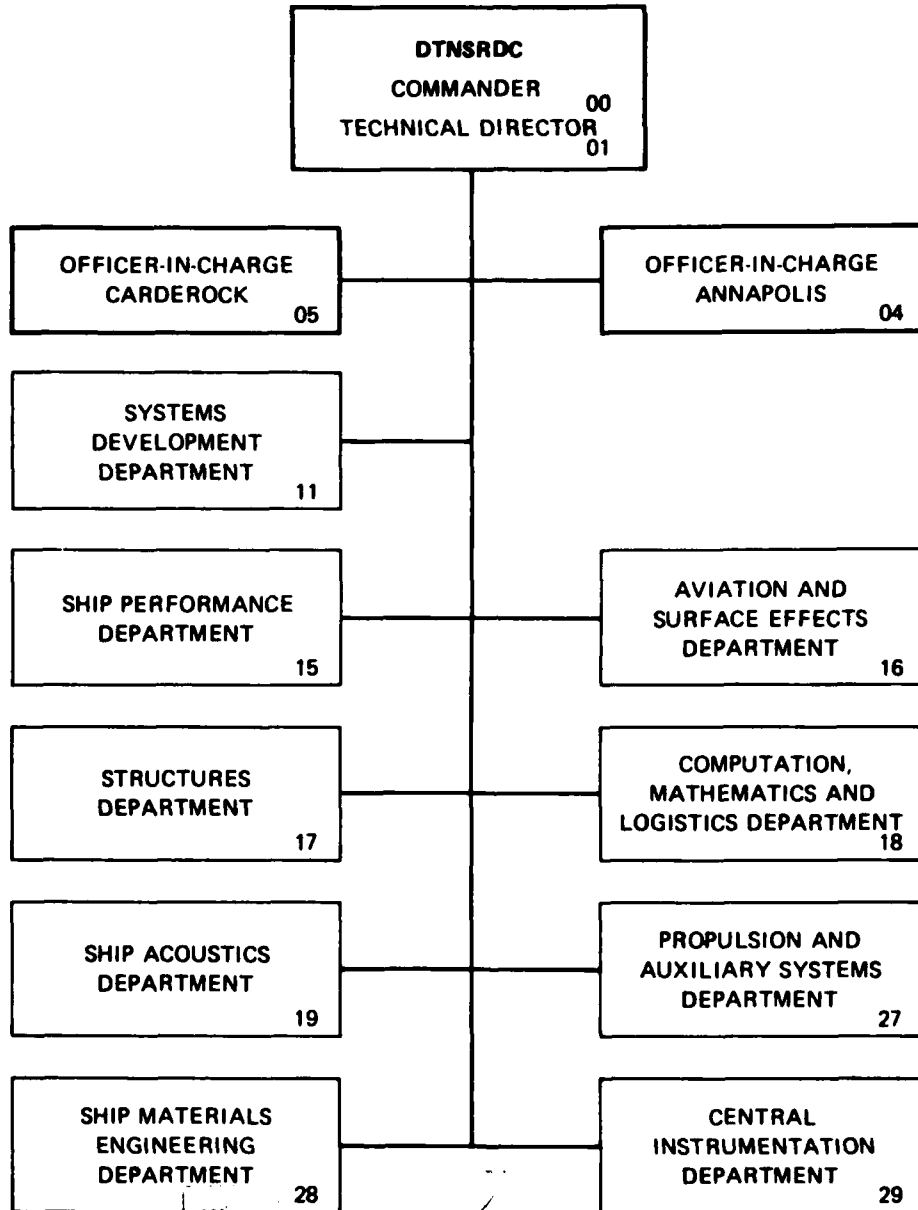 DTNSRDC
COMMANDER
00
TECHNICAL DIRECTOR
01
OFFICER-IN-CHARGE
CARDEROCK
05
OFFICER-IN-CHARGE
ANNAPOLIS
04
SYSTEMS
DEVELOPMENT
DEPARTMENT
11
SHIP PERFORMANCE
DEPARTMENT
15
AVIATION AND
SURFACE EFFECTS
DEPARTMENT
16
STRUCTURES
DEPARTMENT
17
COMPUTATION,
MATHEMATICS AND
LOGISTICS DEPARTMENT
18
SHIP ACOUSTICS
DEPARTMENT
19
PROPULSION AND
AUXILIARY SYSTEMS
DEPARTMENT
27
SHIP MATERIALS
ENGINEERING
DEPARTMENT
28
CENTRAL
INSTRUMENTATION
DEPARTMENT
29